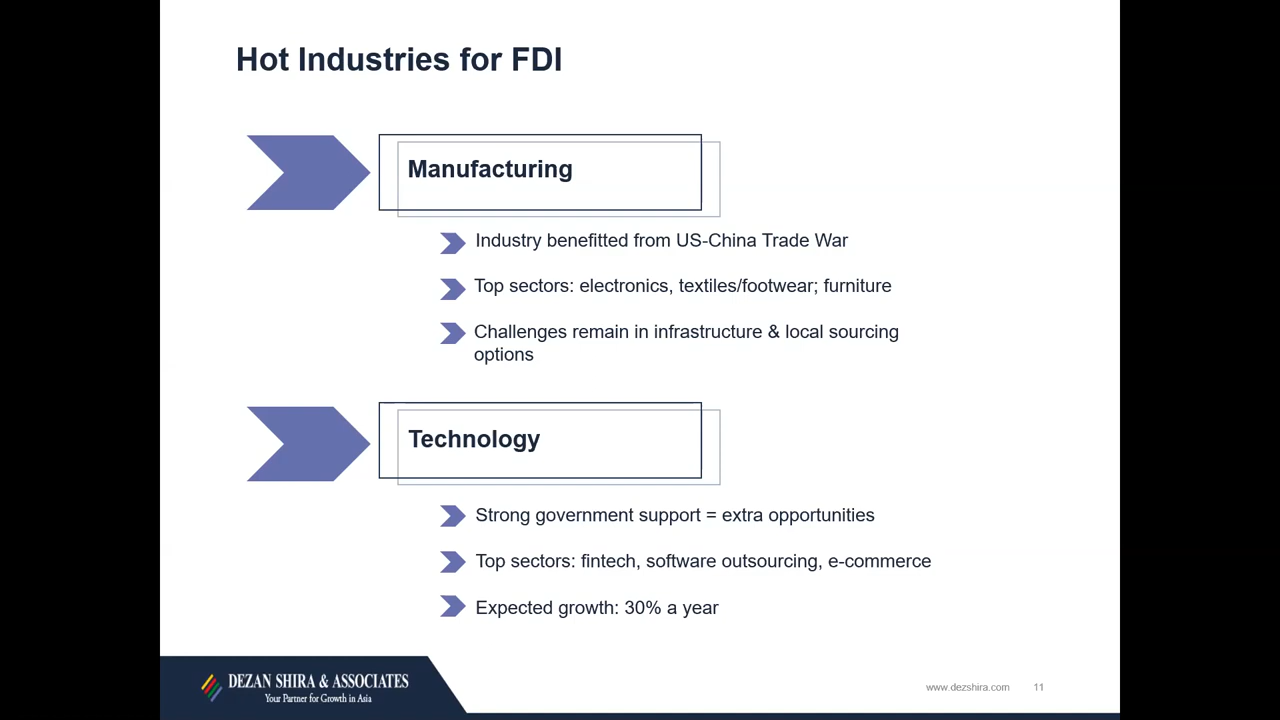 Hot Industries for FDI
Manufacturing
Industry benefitted from US-China Trade War
Top sectors: electronics, textiles/footwear; furniture
Challenges remain in infrastructure & local sourcing
options
Technology
Strong government support = extra opportunities
Top sectors: fintech, software outsourcing, e-commerce
Expected growth: 30% a year
DEZAN SHIRA & ASSOCIATES
Your Partner for Growth in Asia
www.dezshira.com 11